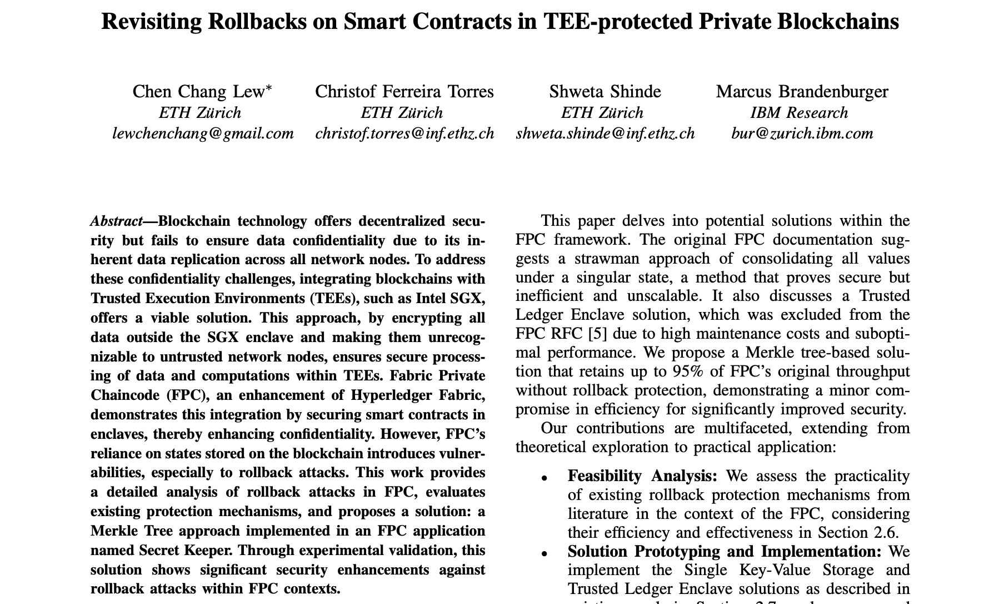 Revisiting Rollbacks on Smart Contracts in TEE-protected Private Blockchains
Chen Chang Lew*
ETH Zürich
lewchenchang@gmail.com
Christof Ferreira Torres
ETH Zürich
christof.torres@inf.ethz.ch
Shweta Shinde
ETH Zürich
shweta.shinde@inf.ethz.ch
Marcus Brandenburger
IBM Research
bur@zurich.ibm.com
Abstract—Blockchain technology offers decentralized secu-
rity but fails to ensure data confidentiality due to its in-
herent data replication across all network nodes. To address
these confidentiality challenges, integrating blockchains with
Trusted Execution Environments (TEEs), such as Intel SGX,
offers a viable solution. This approach, by encrypting all
data outside the SGX enclave and making them unrecog-
nizable to untrusted network nodes, ensures secure process-
ing of data and computations within TEEs. Fabric Private
Chaincode (FPC), an enhancement of Hyperledger Fabric,
demonstrates this integration by securing smart contracts in
enclaves, thereby enhancing confidentiality. However, FPC's
reliance on states stored on the blockchain introduces vulner-
abilities, especially to rollback attacks. This work provides
a detailed analysis of rollback attacks in FPC, evaluates
existing protection mechanisms, and proposes a solution: a
Merkle Tree approach implemented in an FPC application
named Secret Keeper. Through experimental validation, this
solution shows significant security enhancements against
rollback attacks within FPC contexts.
This paper delves into potential solutions within the
FPC framework. The original FPC documentation sug-
gests a strawman approach of consolidating all values
under a singular state, a method that proves secure but
inefficient and unscalable. It also discusses a Trusted
Ledger Enclave solution, which was excluded from the
FPC RFC [5] due to high maintenance costs and subopti-
mal performance. We propose a Merkle tree-based solu-
tion that retains up to 95% of FPC's original throughput
without rollback protection, demonstrating a minor com-
promise in efficiency for significantly improved security.
Our contributions are multifaceted, extending from
theoretical exploration to practical application:
• Feasibility Analysis: We assess the practicality
of existing rollback protection mechanisms from
literature in the context of the FPC, considering
their efficiency and effectiveness in Section 2.6.
• Solution Prototyping and Implementation: We
implement the Single Key-Value Storage and
Trusted Ledger Enclave solutions as described in